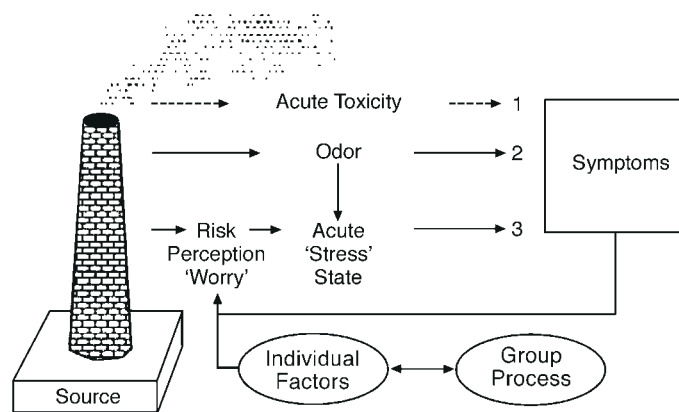 Acute Toxicity
1
Odor
2
Symptoms
Risk
Perception
‘Worry’
Acute
‘Stress’
State
3
Individual
Factors
Group
Process
Source